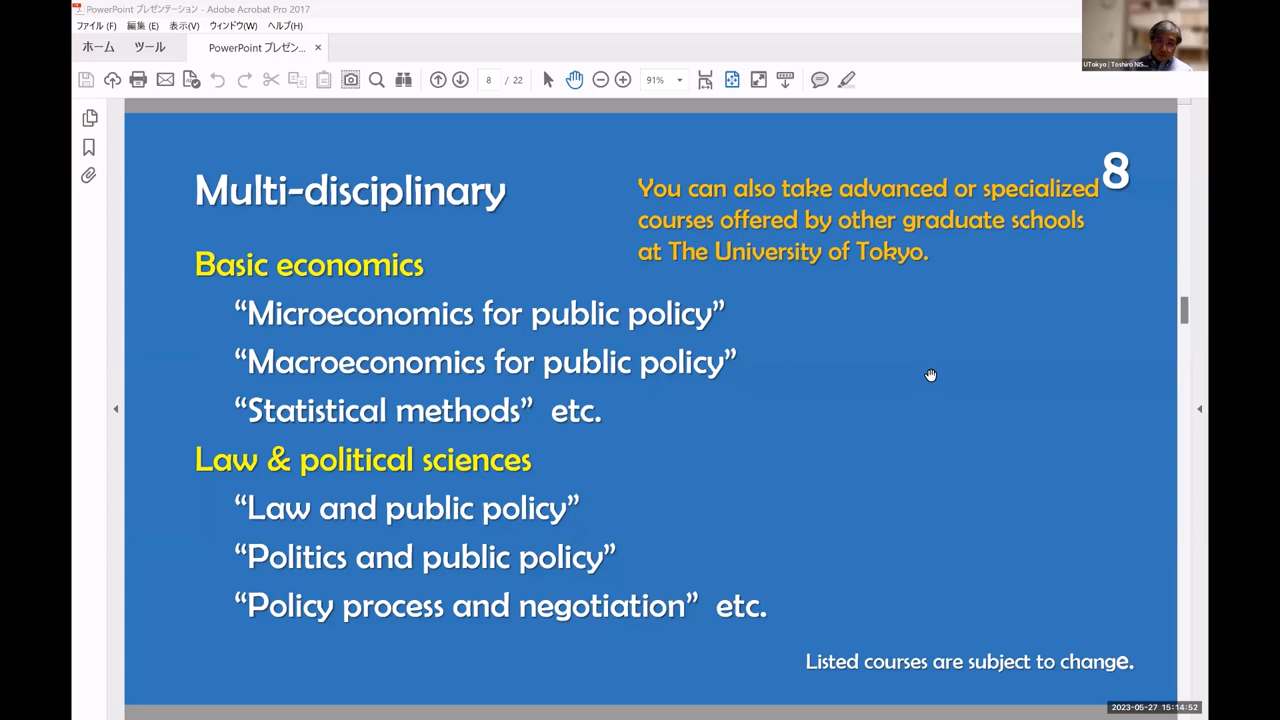 PowerPoint プレゼンテーション - Adobe Acrobat Pro 2017
ファイル (F) 編集 (E) 表示(V) ウィンドウ(W) ヘルプ(H)
ホーム ツール PowerPoint プレゼン... ×
8 / 22 91%
UTokyo | Toshiro NIS...
8
Multi-disciplinary
You can also take advanced or specialized
courses offered by other graduate schools
at The University of Tokyo.
Basic economics
“Microeconomics for public policy”
“Macroeconomics for public policy”
“Statistical methods” etc.
Law & political sciences
“Law and public policy”
“Politics and public policy”
“Policy process and negotiation” etc.
Listed courses are subject to change.
2023-05-27 15:14:52